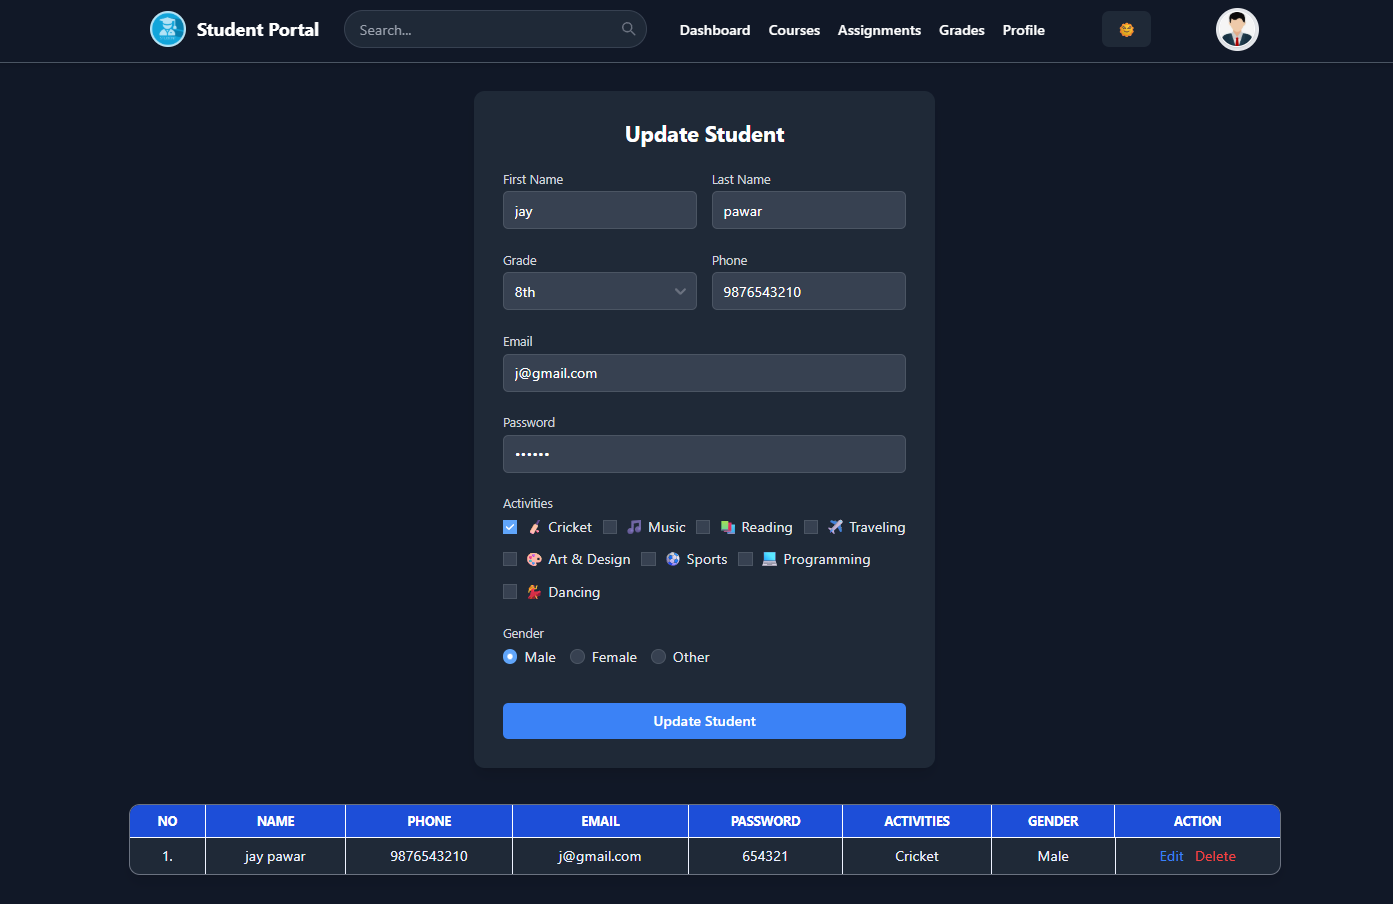 Student Portal
Search...
Dashboard Courses Assignments Grades Profile
Update Student
First Name Last Name
jay pawar
Grade Phone
8th 9876543210
Email
j@gmail.com
Password
••••••
Activities
Cricket Music Reading Traveling
Art & Design Sports Programming
Dancing
Gender
Male Female Other
Update Student
NO NAME PHONE EMAIL PASSWORD ACTIVITIES GENDER ACTION
1. jay pawar 9876543210 j@gmail.com 654321 Cricket Male Edit Delete